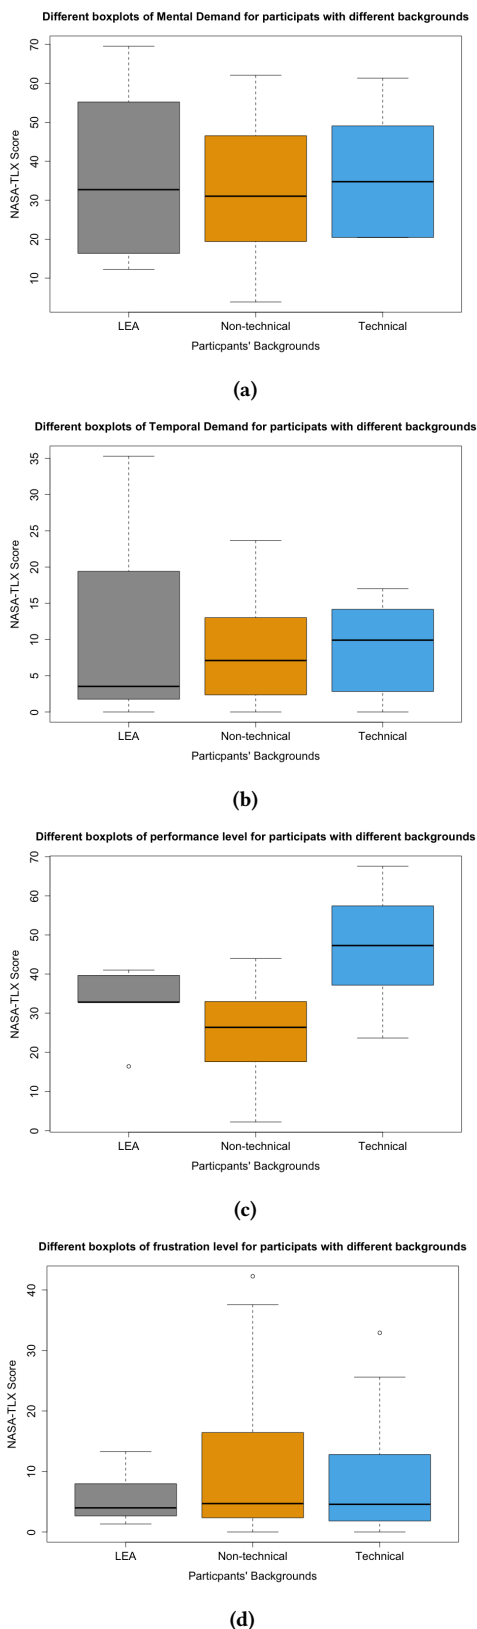 Different boxplots of Mental Demand for participats with different backgrounds
NASA-TLX Score
70
60
50
40
30
20
10
LEA
Non-technical
Technical
Particpants' Backgrounds
(a)
Different boxplots of Temporal Demand for participats with different backgrounds
NASA-TLX Score
35
30
25
20
15
10
5
0
LEA
Non-technical
Technical
Particpants' Backgrounds
(b)
Different boxplots of performance level for participats with different backgrounds
NASA-TLX Score
70
60
50
40
30
20
10
0
LEA
Non-technical
Technical
Particpants' Backgrounds
(c)
Different boxplots of frustration level for participats with different backgrounds
NASA-TLX Score
40
30
20
10
0
LEA
Non-technical
Technical
Particpants' Backgrounds
(d)